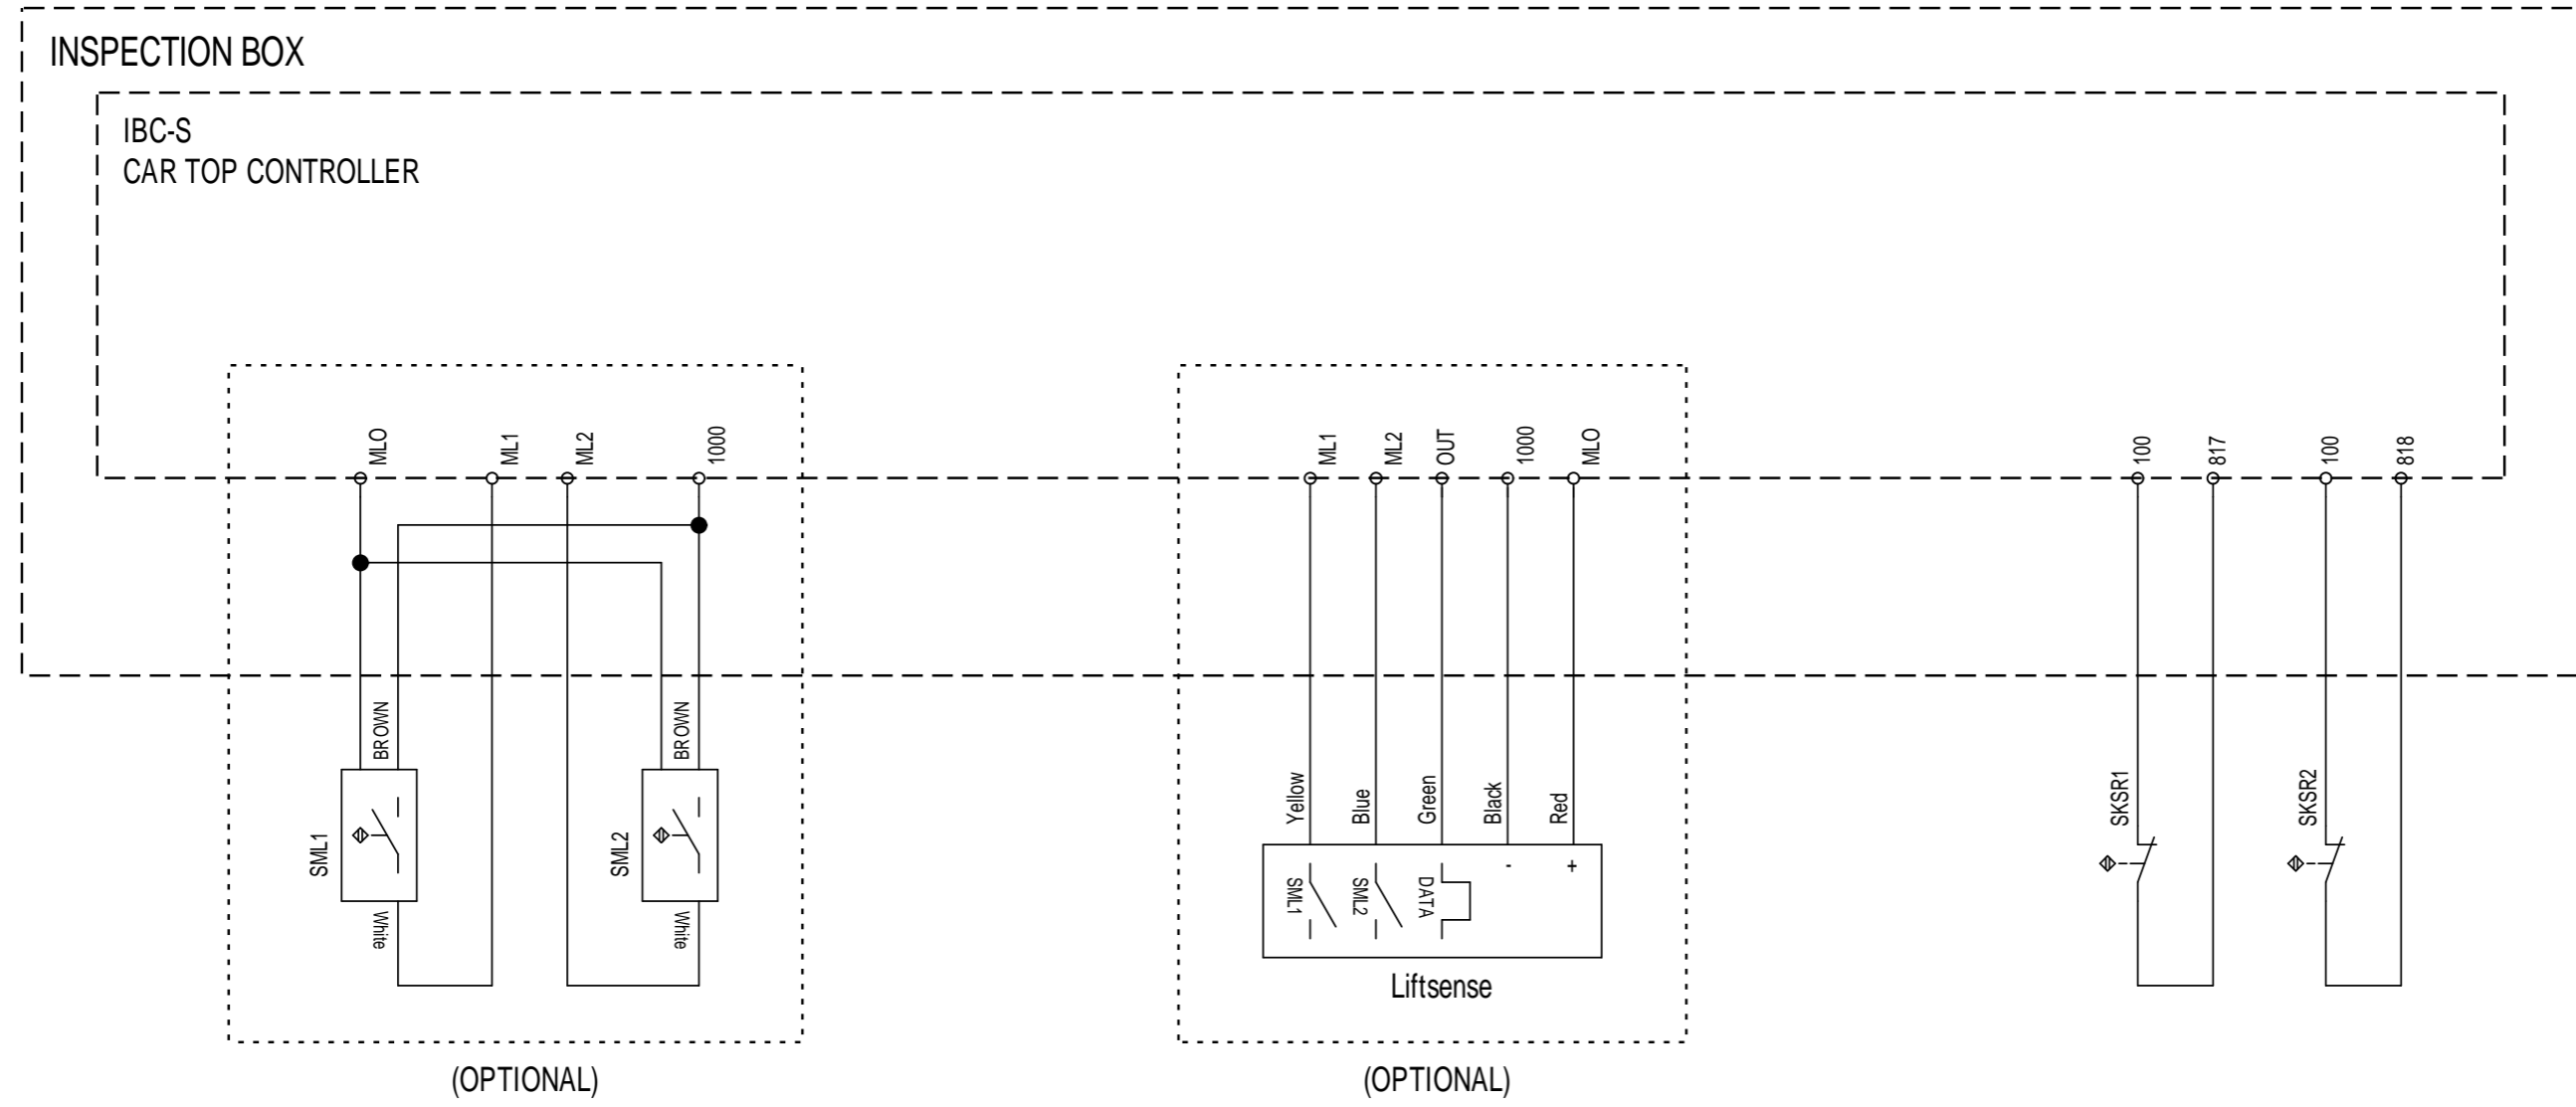 INSPECTION BOX
IBC-S
CAR TOP CONTROLLER
MLO
ML1
ML2
1000
ML1
ML2
OUT
1000
MLO
100
817
100
818
BROWN
BROWN
SML1
SML2
White
White
Yellow
Blue
Green
Black
Red
SML1
SML2
DATA
-
+
Liftsense
SKSR1
SKSR2
(OPTIONAL)
(OPTIONAL)